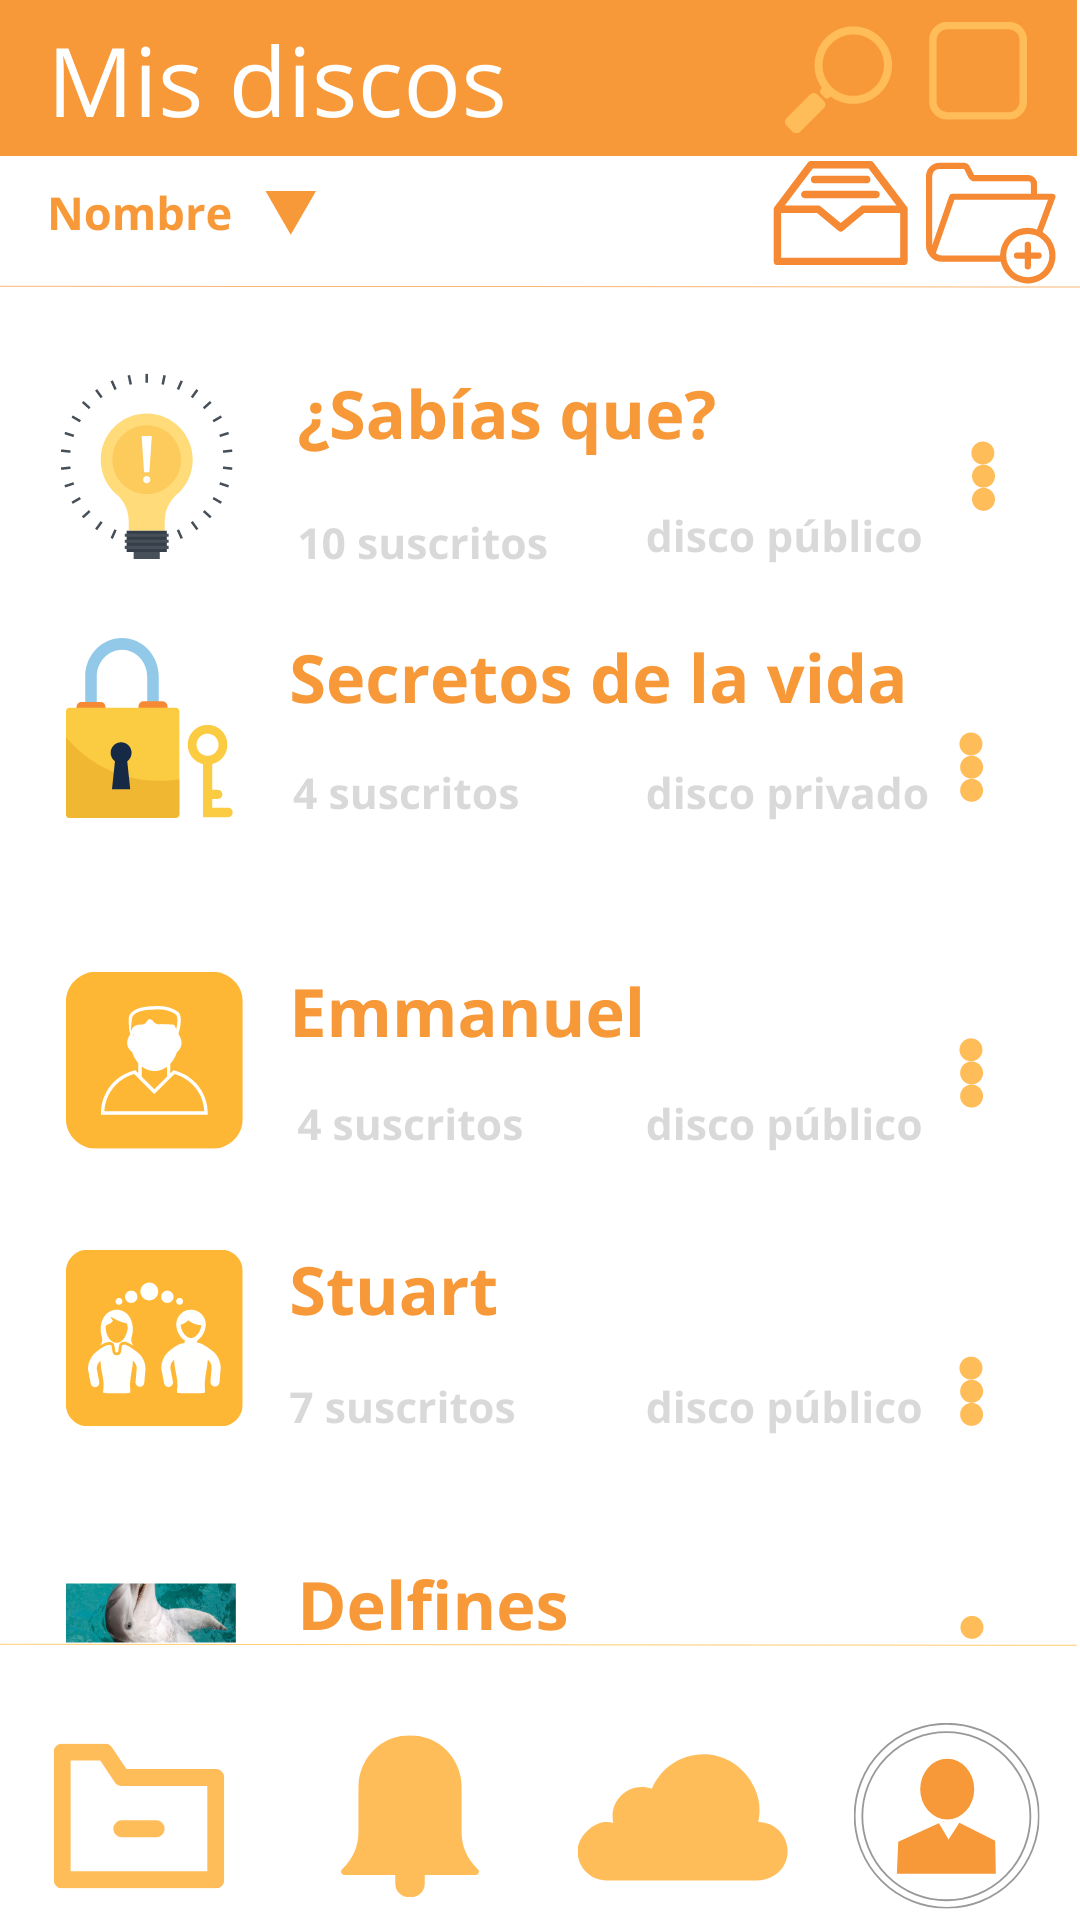 Mis discos
Nombre
¿Sabías que?
10 suscritos disco público
Secretos de la vida
4 suscritos disco privado
Emmanuel
4 suscritos disco público
Stuart
7 suscritos disco público
Delfines